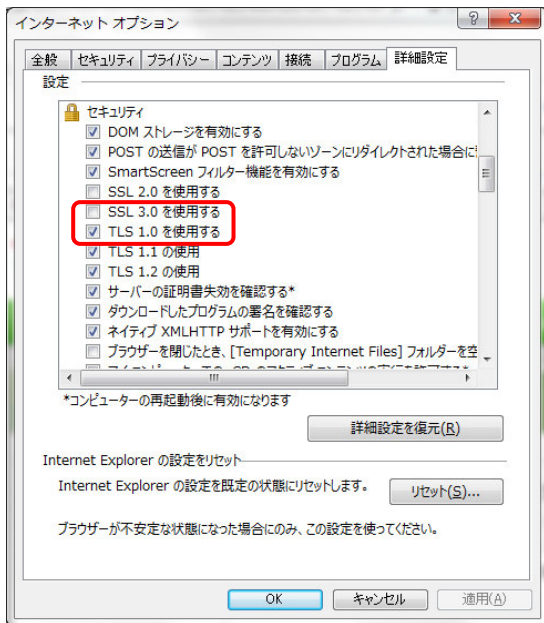 インターネット オプション
全般 セキュリティ プライバシー コンテンツ 接続 プログラム 詳細設定
設定
セキュリティ
DOM ストレージを有効にする
POST の送信が POST を許可しないゾーンにリダイレクトされた場合に
SmartScreen フィルター機能を有効にする
SSL 2.0 を使用する
SSL 3.0 を使用する
TLS 1.0 を使用する
TLS 1.1 の使用
TLS 1.2 の使用
サーバーの証明書失効を確認する*
ダウンロードしたプログラムの署名を確認する
ネイティブ XMLHTTP サポートを有効にする
ブラウザーを閉じたとき、[Temporary Internet Files] フォルダーを空
*コンピューターの再起動後に有効になります
詳細設定を復元(R)
Internet Explorer の設定をリセット
Internet Explorer の設定を既定の状態にリセットします。
リセット(S)...
ブラウザーが不安定な状態になった場合にのみ、この設定を使ってください。
OK キャンセル 適用(A)